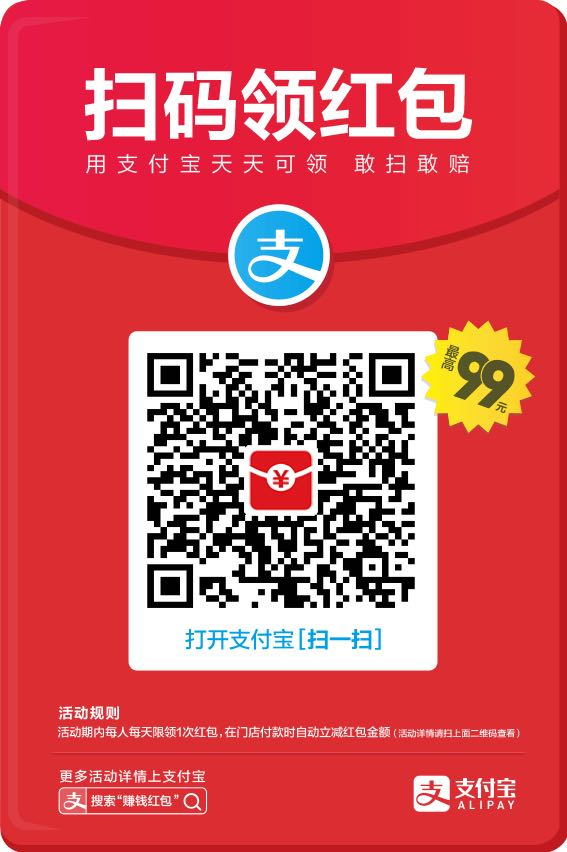 扫码领红包
用支付宝天天可领 敢扫敢赔
支
最高99元
¥
打开支付宝[扫一扫]
活动规则
活动期内每人每天限领1次红包，在门店付款时自动立减红包金额（活动详情请扫上面二维码查看）
更多活动详情上支付宝
支 搜索“赚钱红包”
支 支付宝
ALIPAY